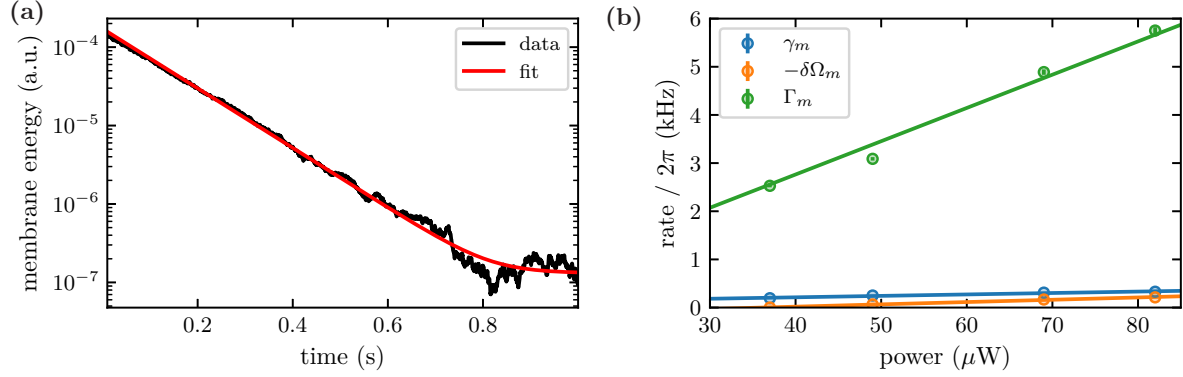 (a)
10⁻⁴
10⁻⁵
10⁻⁶
10⁻⁷
membrane energy (a.u.)
data
fit
0.2 0.4 0.6 0.8
time (s)
(b)
6
5
4
3
2
1
0
rate / 2π (kHz)
γₘ
−δΩₘ
Γₘ
30 40 50 60 70 80
power (μW)